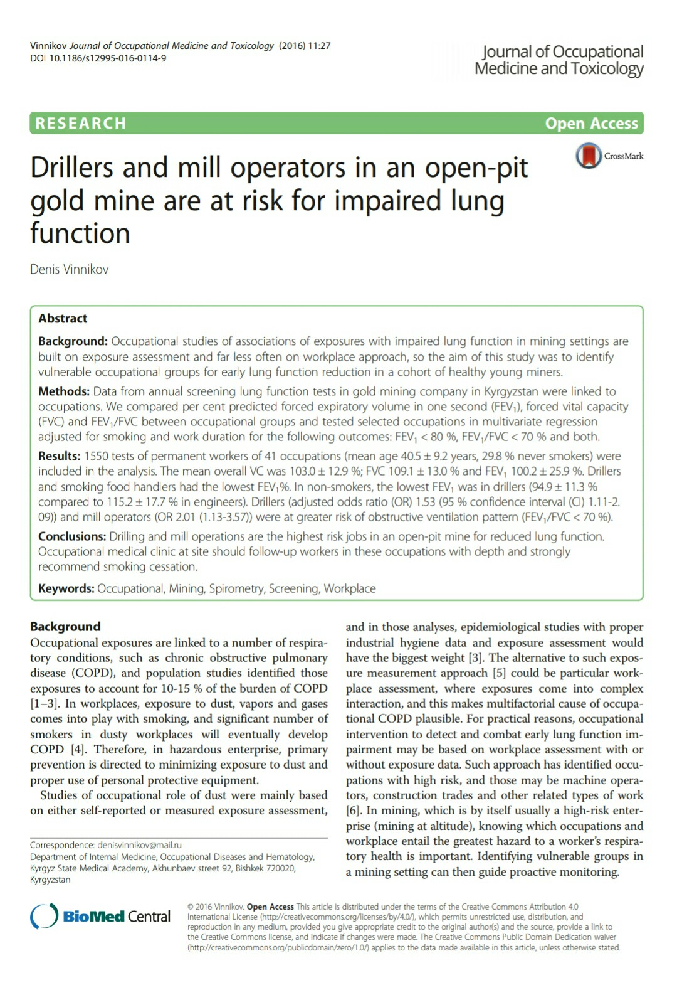 Vinnikov Journal of Occupational Medicine and Toxicology (2016) 11:27
DOI 10.1186/s12995-016-0114-9
Journal of Occupational
Medicine and Toxicology
RESEARCH
Open Access
CrossMark
Drillers and mill operators in an open-pit
gold mine are at risk for impaired lung
function
Denis Vinnikov
Abstract
Background: Occupational studies of associations of exposures with impaired lung function in mining settings are
built on exposure assessment and far less often on workplace approach, so the aim of this study was to identify
vulnerable occupational groups for early lung function reduction in a cohort of healthy young miners.
Methods: Data from annual screening lung function tests in gold mining company in Kyrgyzstan were linked to
occupations. We compared per cent predicted forced expiratory volume in one second (FEV₁), forced vital capacity
(FVC) and FEV₁/FVC between occupational groups and tested selected occupations in multivariate regression
adjusted for smoking and work duration for the following outcomes: FEV₁ < 80 %, FEV₁/FVC < 70 % and both.
Results: 1550 tests of permanent workers of 41 occupations (mean age 40.5 ± 9.2 years, 29.8 % never smokers) were
included in the analysis. The mean overall VC was 103.0 ± 12.9 %; FVC 109.1 ± 13.0 % and FEV₁ 100.2 ± 25.9 %. Drillers
and smoking food handlers had the lowest FEV₁%. In non-smokers, the lowest FEV₁ was in drillers (94.9 ± 11.3 %
compared to 115.2 ± 17.7 % in engineers). Drillers (adjusted odds ratio (OR) 1.53 (95 % confidence interval (CI) 1.11-2.
09)) and mill operators (OR 2.01 (1.13-3.57)) were at greater risk of obstructive ventilation pattern (FEV₁/FVC < 70 %).
Conclusions: Drilling and mill operations are the highest risk jobs in an open-pit mine for reduced lung function.
Occupational medical clinic at site should follow-up workers in these occupations with depth and strongly
recommend smoking cessation.
Keywords: Occupational, Mining, Spirometry, Screening, Workplace
Background
Occupational exposures are linked to a number of respira-
tory conditions, such as chronic obstructive pulmonary
disease (COPD), and population studies identified those
exposures to account for 10-15 % of the burden of COPD
[1–3]. In workplaces, exposure to dust, vapors and gases
comes into play with smoking, and significant number of
smokers in dusty workplaces will eventually develop
COPD [4]. Therefore, in hazardous enterprise, primary
prevention is directed to minimizing exposure to dust and
proper use of personal protective equipment.
Studies of occupational role of dust were mainly based
on either self-reported or measured exposure assessment,
and in those analyses, epidemiological studies with proper
industrial hygiene data and exposure assessment would
have the biggest weight [3]. The alternative to such expos-
ure measurement approach [5] could be particular work-
place assessment, where exposures come into complex
interaction, and this makes multifactorial cause of occupa-
tional COPD plausible. For practical reasons, occupational
intervention to detect and combat early lung function im-
pairment may be based on workplace assessment with or
without exposure data. Such approach has identified occu-
pations with high risk, and those may be machine opera-
tors, construction trades and other related types of work
[6]. In mining, which is by itself usually a high-risk enter-
prise (mining at altitude), knowing which occupations and
workplace entail the greatest hazard to a worker's respira-
tory health is important. Identifying vulnerable groups in
a mining setting can then guide proactive monitoring.
Correspondence: denisvinnikov@mail.ru
Department of Internal Medicine, Occupational Diseases and Hematology,
Kyrgyz State Medical Academy, Akhunbaev street 92, Bishkek 720020,
Kyrgyzstan
BioMed Central
© 2016 Vinnikov. Open Access This article is distributed under the terms of the Creative Commons Attribution 4.0
International License (http://creativecommons.org/licenses/by/4.0/), which permits unrestricted use, distribution, and
reproduction in any medium, provided you give appropriate credit to the original author(s) and the source, provide a link to
the Creative Commons license, and indicate if changes were made. The Creative Commons Public Domain Dedication waiver
(http://creativecommons.org/publicdomain/zero/1.0/) applies to the data made available in this article, unless otherwise stated.